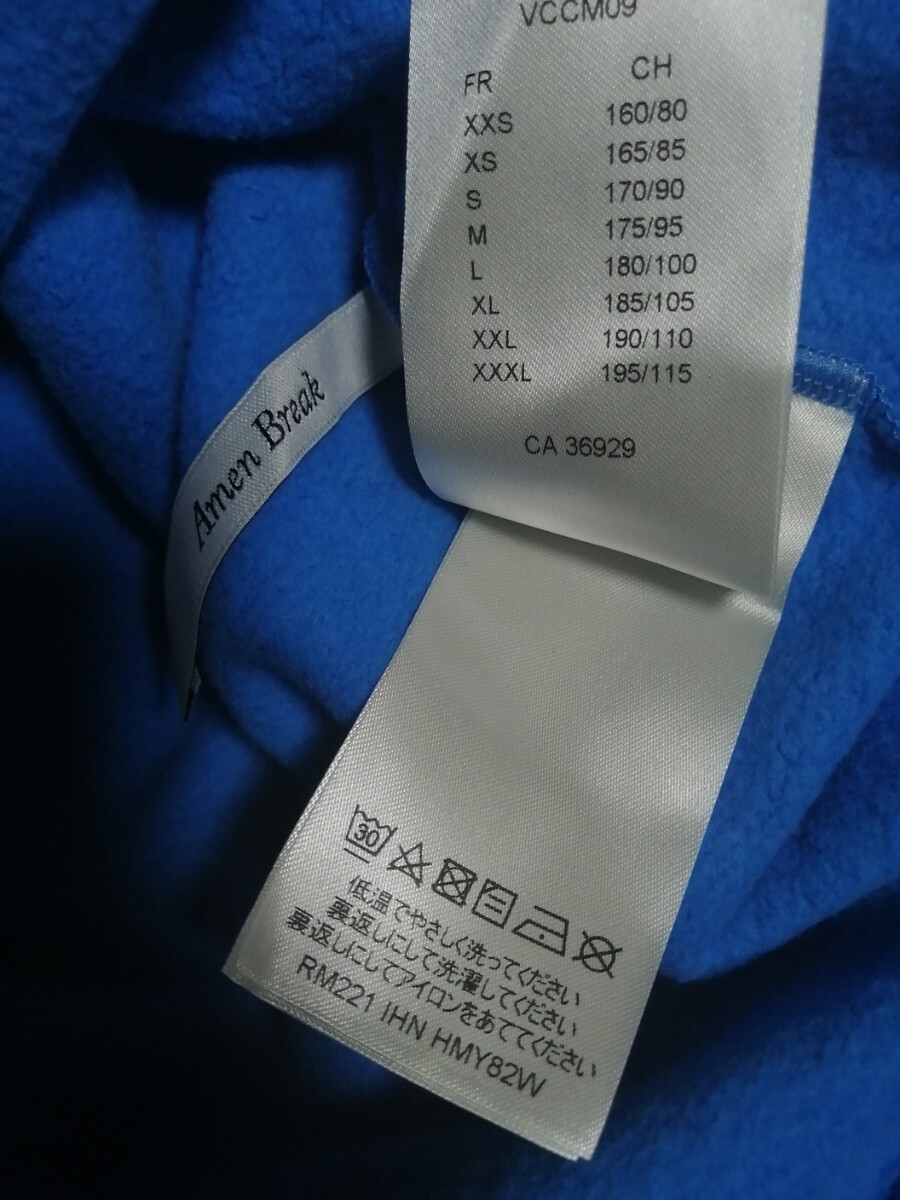 VCCM09
FR CH
XXS 160/80
XS 165/85
S 170/90
M 175/95
L 180/100
XL 185/105
XXL 190/110
XXXL 195/115
CA 36929
Amen Break
30
低温でやさしく洗ってください
裏返しにして洗濯してください
裏返しにしてアイロンをあててください
RM221 IHN HMY82W